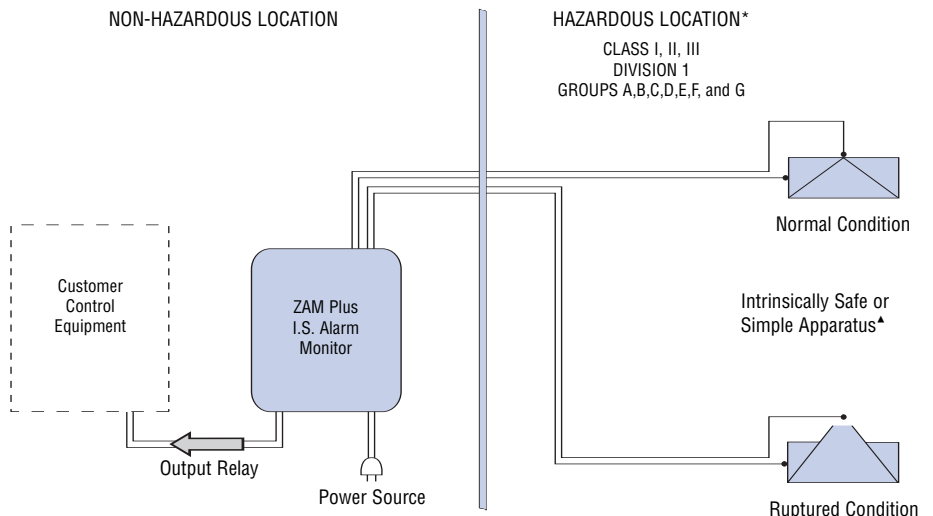 NON-HAZARDOUS LOCATION
HAZARDOUS LOCATION*
CLASS I, II, III
DIVISION 1
GROUPS A,B,C,D,E,F, and G
Normal Condition
Customer
Control
Equipment
ZAM Plus
I.S. Alarm
Monitor
Intrinsically Safe or
Simple Apparatus▲
Output Relay
Power Source
Ruptured Condition